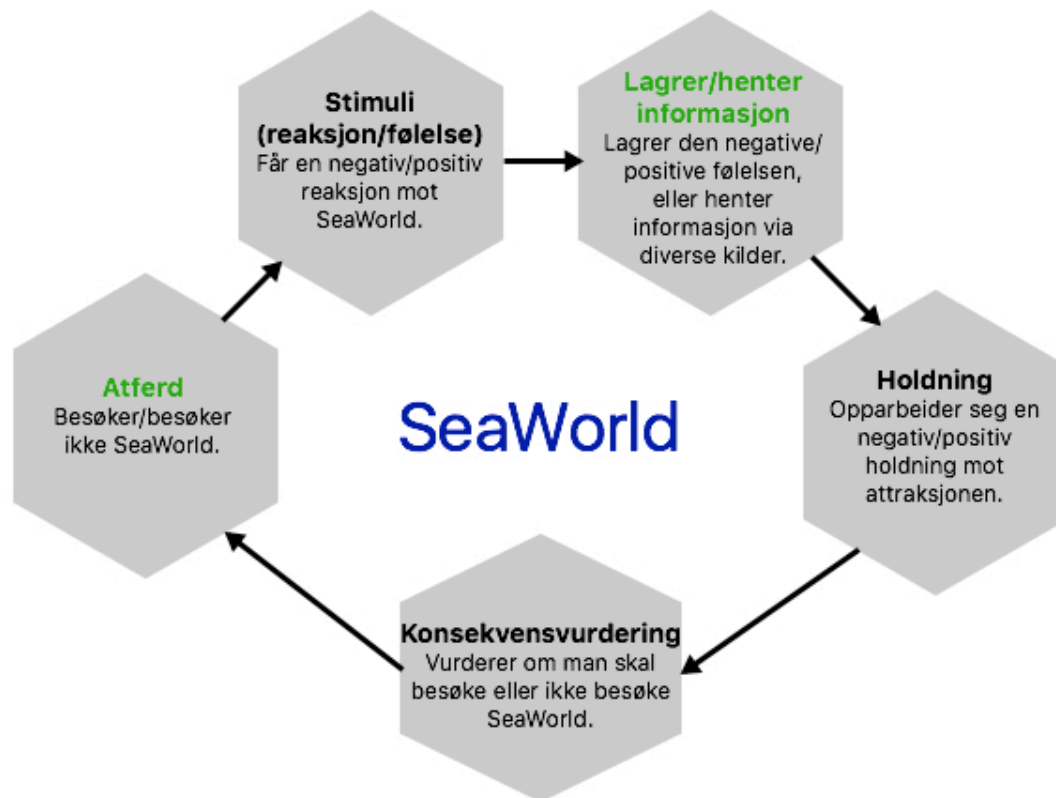 Stimuli
(reaksjon/følelse)
Får en negativ/positiv
reaksjon mot
SeaWorld.
Lagrer/henter
informasjon
Lagrer den negative/
positive følelsen,
eller henter
informasjon via
diverse kilder.
Holdning
Opparbeider seg en
negativ/positiv
holdning mot
attraksjonen.
Konsekvensvurdering
Vurderer om man skal
besøke eller ikke besøke
SeaWorld.
Atferd
Besøker/besøker
ikke SeaWorld.
SeaWorld